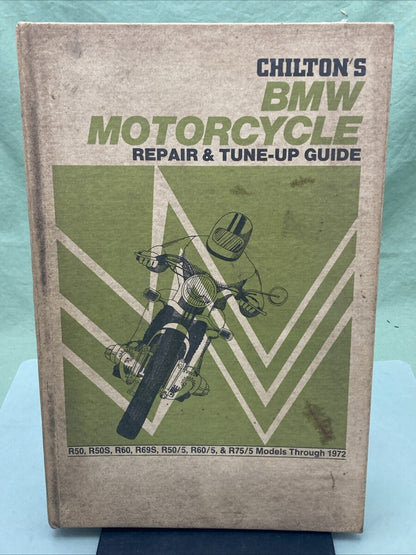 CHILTON'S
BMW
MOTORCYCLE
REPAIR & TUNE-UP GUIDE
R50, R50S, R60, R69S, R50/5, R60/5, & R75/5 Models Through 1972